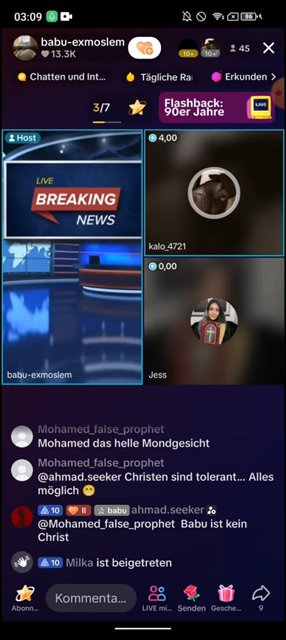 03:09
86
babu-exmoslem
13.3K
10+
10+
45
Chatten und Int...
Tägliche Ra
Erkunden
3/7
Flashback:
90er Jahre
LIVE
Host
4,00
LIVE
BREAKING
NEWS
babu-exmoslem
kalo_4721
0,00
Jess
Mohamed_false_prophet
Mohamed das helle Mondgesicht
Mohamed_false_prophet
@ahmad.seeker Christen sind tolerant... Alles
möglich 😁
10 II babu ahmad.seeker
@Mohamed_false_prophet Babu ist kein
Christ
10 Milka ist beigetreten
Abonn...
Kommenta...
LIVE mi...
Senden
Gesche...
9